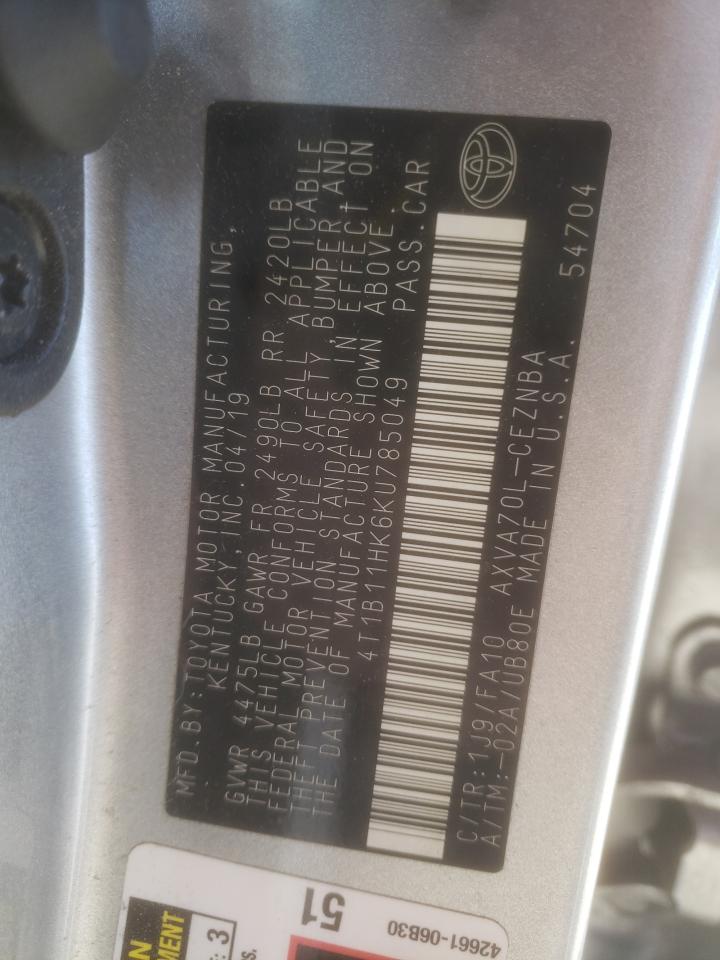 MFD.BY:TOYOTA MOTOR MANUFACTURING,
KENTUCKY,INC.04/19
GVWR 4475LB GAWR FR 2490LB RR 2420LB
THIS VEHICLE CONFORMS TO ALL APPLICABLE
FEDERAL MOTOR VEHICLE SAFETY, BUMPER AND
THEFT PREVENTION STANDARDS IN EFFECT ON
THE DATE OF MANUFACTURE SHOWN ABOVE.
4T1B11HK6KU785049 PASS.CAR
C/TR:1J9/FA10 AXVA70L-CEZNBA
A/TM:-02A/UB80E MADE IN U.S.A. 54704
51
42661-06B30
3